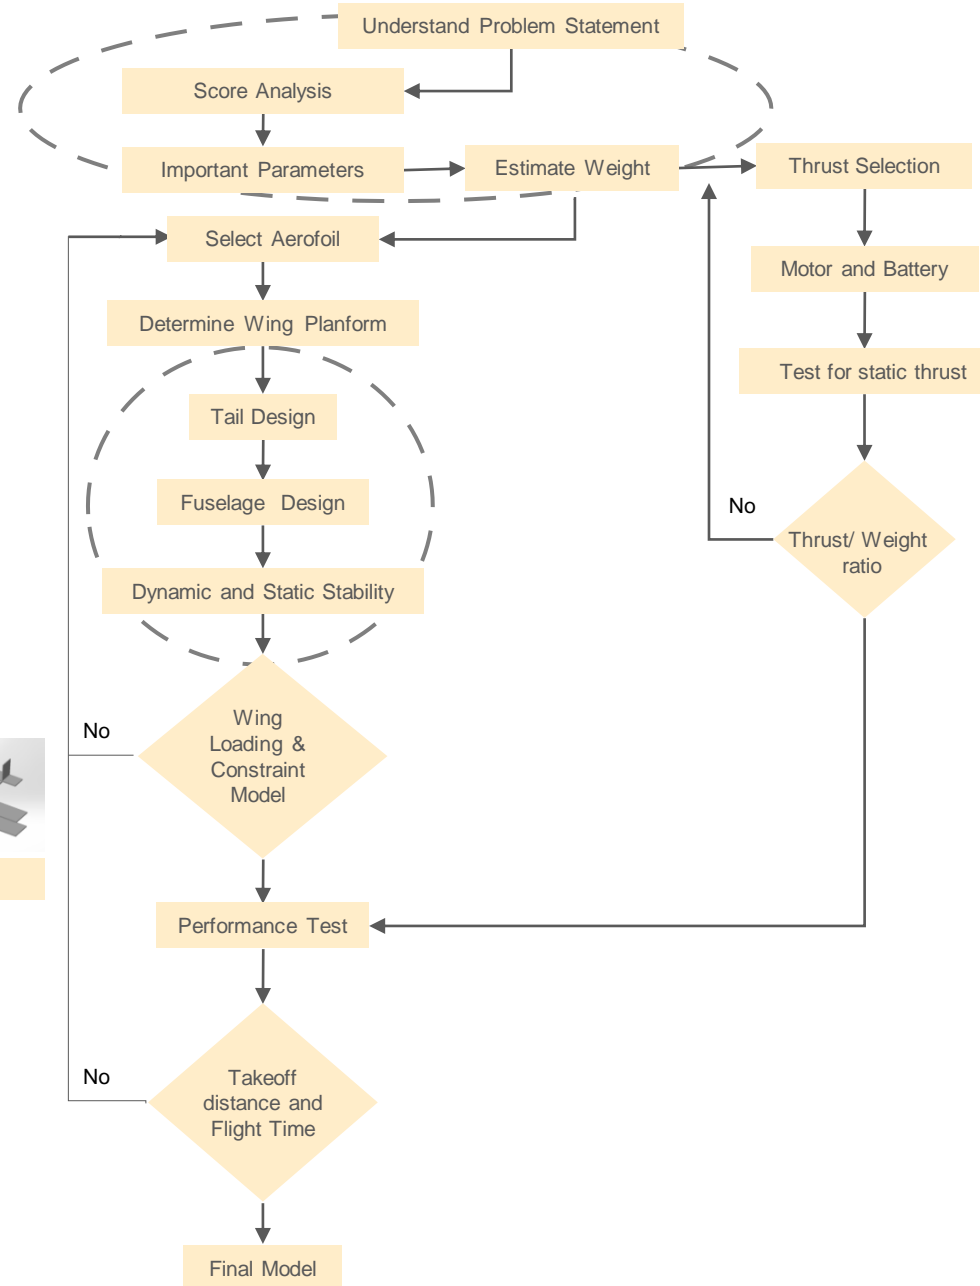 Understand Problem Statement
Score Analysis
Important Parameters
Estimate Weight
Thrust Selection
Select Aerofoil
Motor and Battery
Determine Wing Planform
Test for static thrust
Tail Design
Fuselage Design
No
Thrust/ Weight
ratio
Dynamic and Static Stability
No
Wing
Loading &
Constraint
Model
Performance Test
No
Takeoff
distance and
Flight Time
Final Model